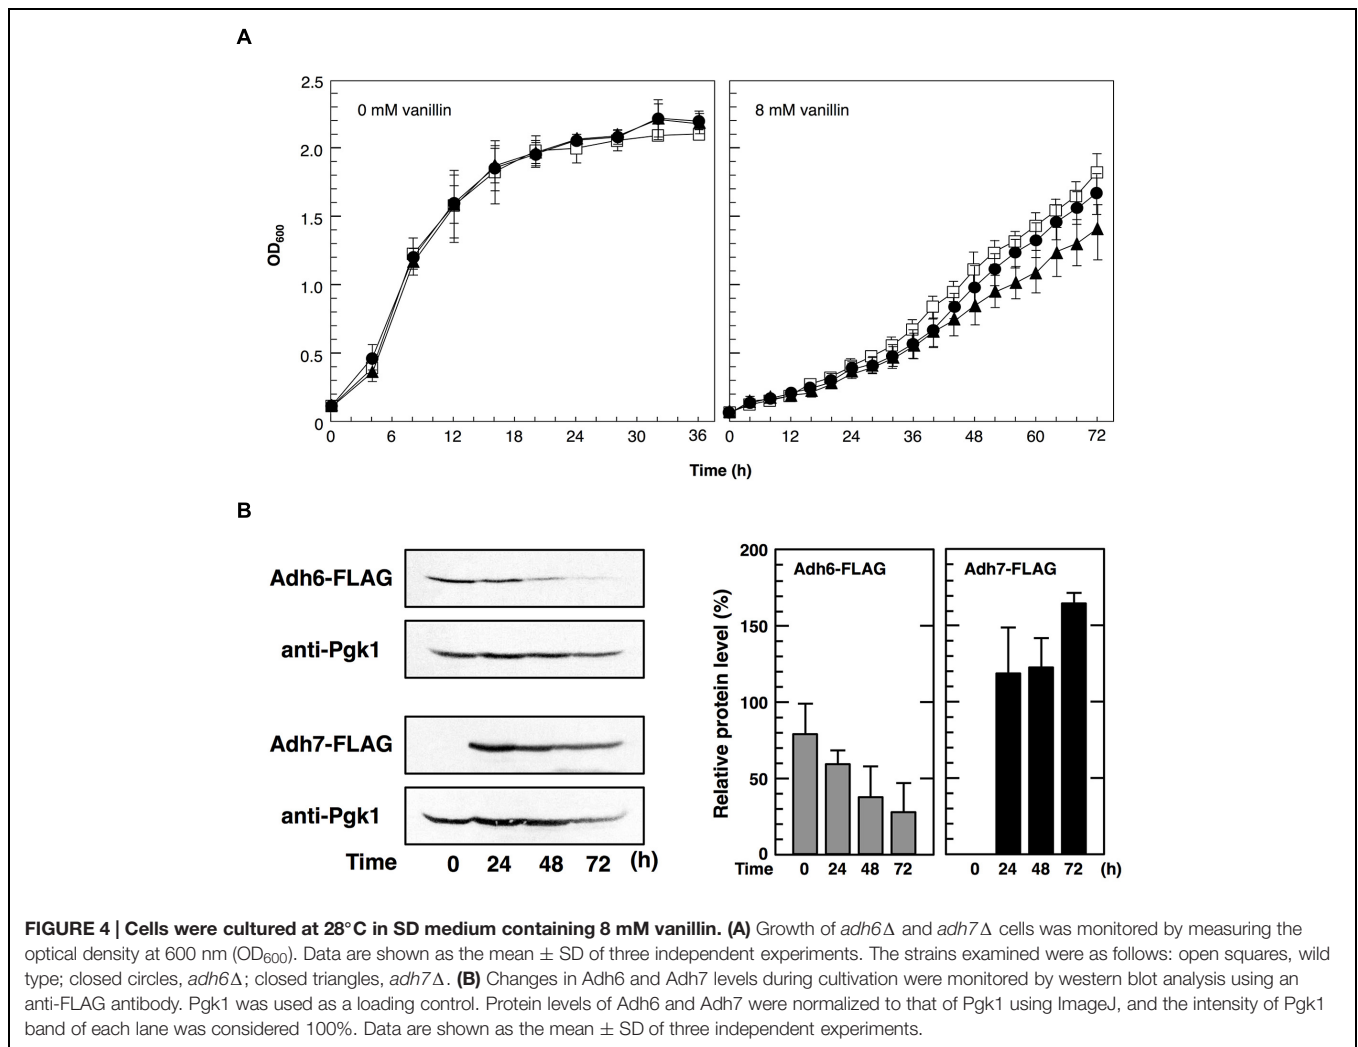 A
0 mM vanillin
8 mM vanillin
2.5
2.0
1.5
1.0
0.5
0
OD600
0 6 12 18 24 30 36
0 12 24 36 48 60 72
Time (h)
B
Adh6-FLAG
anti-Pgk1
Adh7-FLAG
anti-Pgk1
Time 0 24 48 72 (h)
Relative protein level (%)
200
150
100
50
0
Adh6-FLAG
Adh7-FLAG
Time 0 24 48 72 0 24 48 72 (h)
FIGURE 4 | Cells were cultured at 28°C in SD medium containing 8 mM vanillin. (A) Growth of adh6Δ and adh7Δ cells was monitored by measuring the
optical density at 600 nm (OD600). Data are shown as the mean ± SD of three independent experiments. The strains examined were as follows: open squares, wild
type; closed circles, adh6Δ; closed triangles, adh7Δ. (B) Changes in Adh6 and Adh7 levels during cultivation were monitored by western blot analysis using an
anti-FLAG antibody. Pgk1 was used as a loading control. Protein levels of Adh6 and Adh7 were normalized to that of Pgk1 using ImageJ, and the intensity of Pgk1
band of each lane was considered 100%. Data are shown as the mean ± SD of three independent experiments.